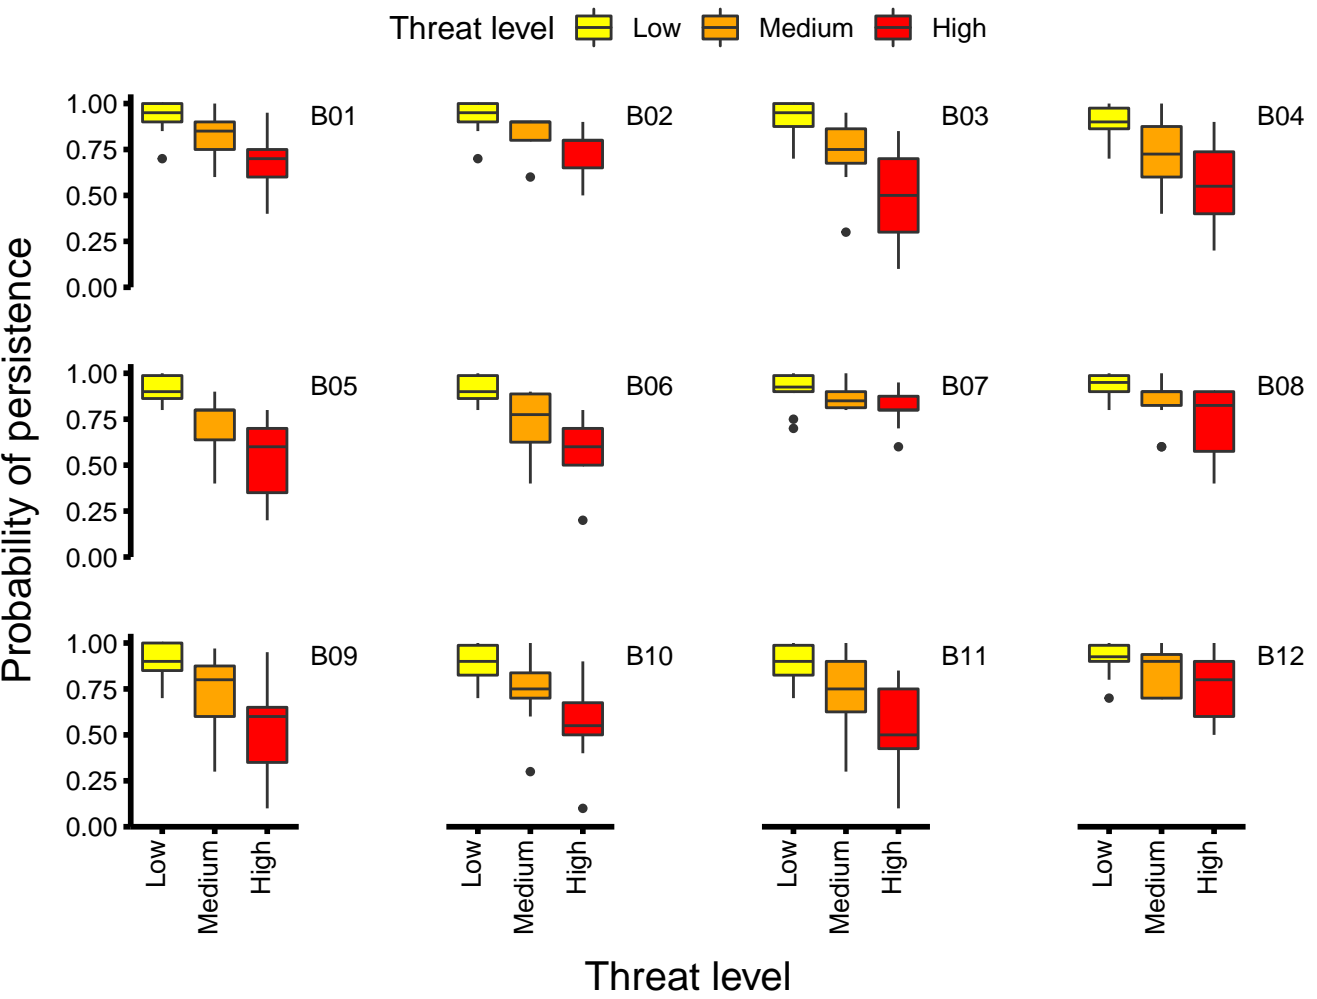 Threat level Low Medium High
Probability of persistence
1.00 B01 B02 B03 B04
0.75
0.50
0.25
0.00
1.00 B05 B06 B07 B08
0.75
0.50
0.25
0.00
1.00 B09 B10 B11 B12
0.75
0.50
0.25
0.00
Low Medium High Low Medium High Low Medium High Low Medium High
Threat level